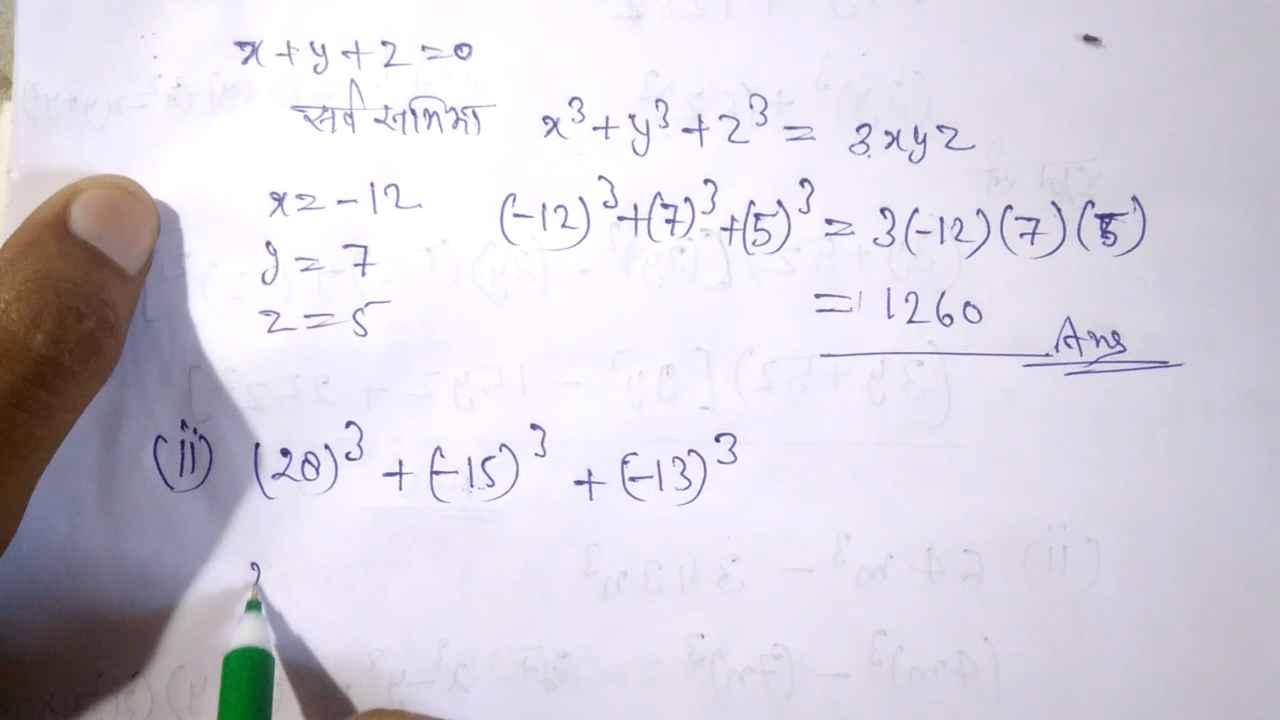 x + y + z = 0
सर्व समिका x³ + y³ + z³ = 3xyz
x = -12 (-12)³ + (7)³ + (5)³ = 3(-12)(7)(5)
y = 7
z = 5 = 1260 Ans
(ii) (28)³ + (-15)³ + (-13)³